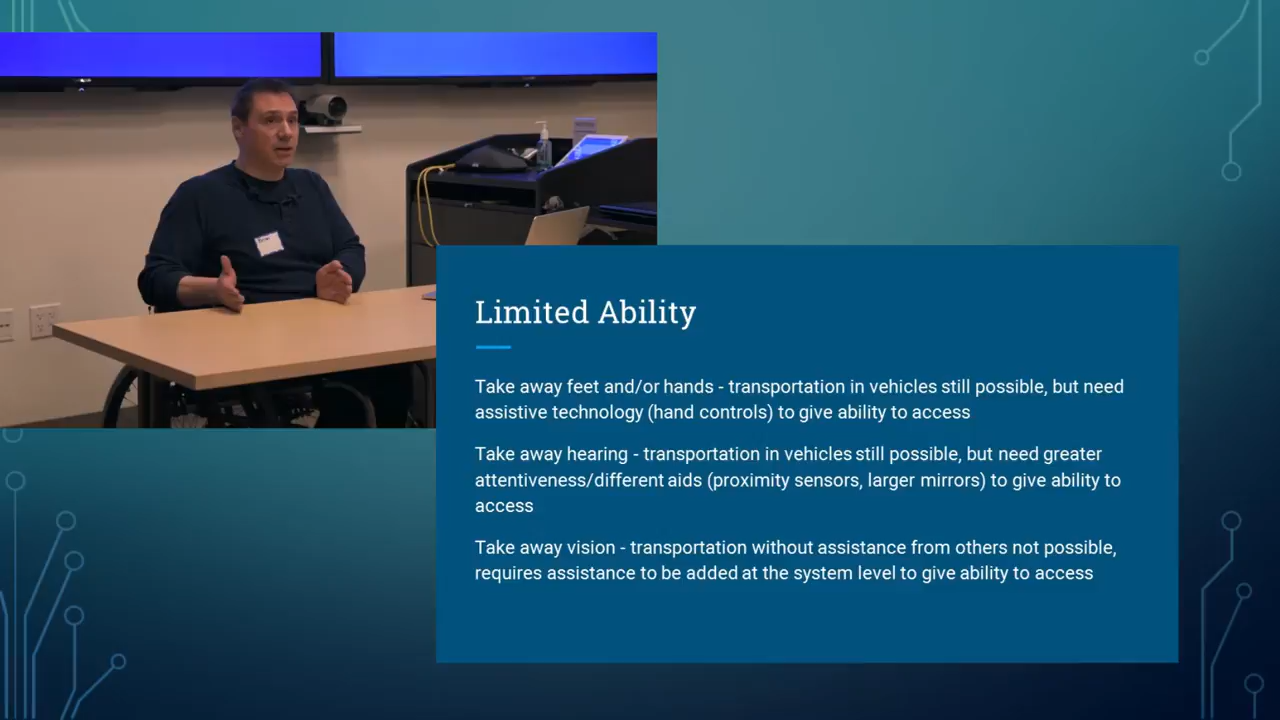 Limited Ability
Take away feet and/or hands - transportation in vehicles still possible, but need
assistive technology (hand controls) to give ability to access
Take away hearing - transportation in vehicles still possible, but need greater
attentiveness/different aids (proximity sensors, larger mirrors) to give ability to
access
Take away vision - transportation without assistance from others not possible,
requires assistance to be added at the system level to give ability to access